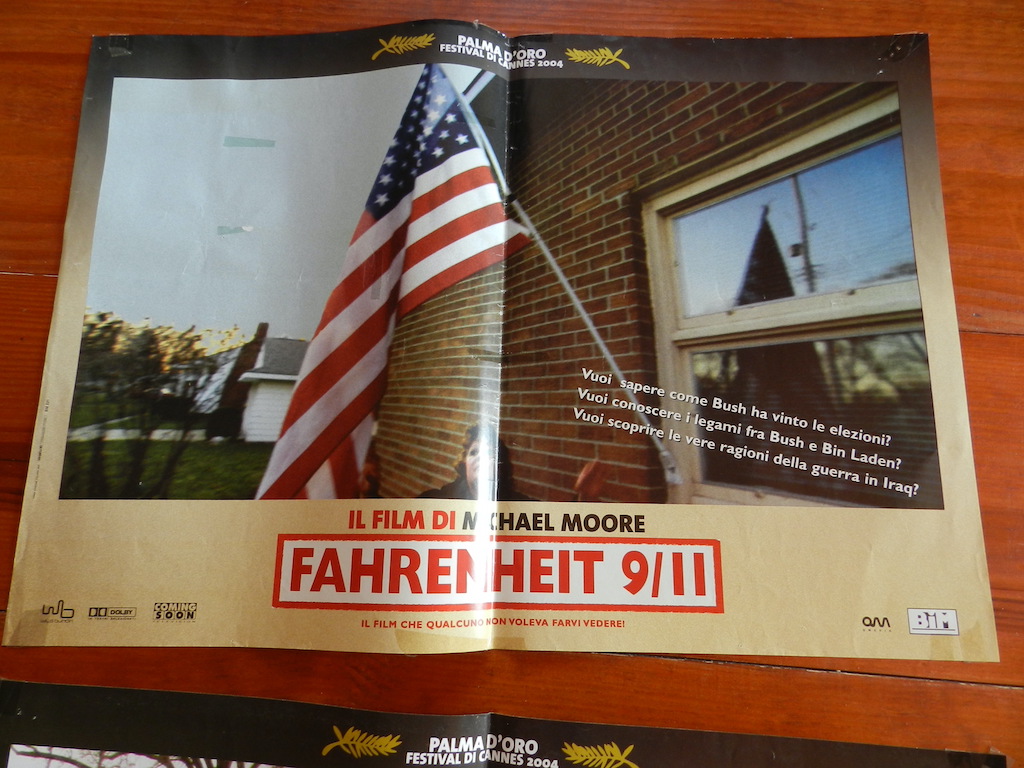 PALMA D'ORO
FESTIVAL DI CANNES 2004
Vuoi sapere come Bush ha vinto le elezioni?
Vuoi conoscere i legami fra Bush e Bin Laden?
Vuoi scoprire le vere ragioni della guerra in Iraq?
IL FILM DI MICHAEL MOORE
FAHRENHEIT 9/11
IL FILM CHE QUALCUNO NON VOLEVA FARVI VEDERE!
DOLBY
COMING
SOON
BiM
PALMA D'ORO
FESTIVAL DI CANNES 2004